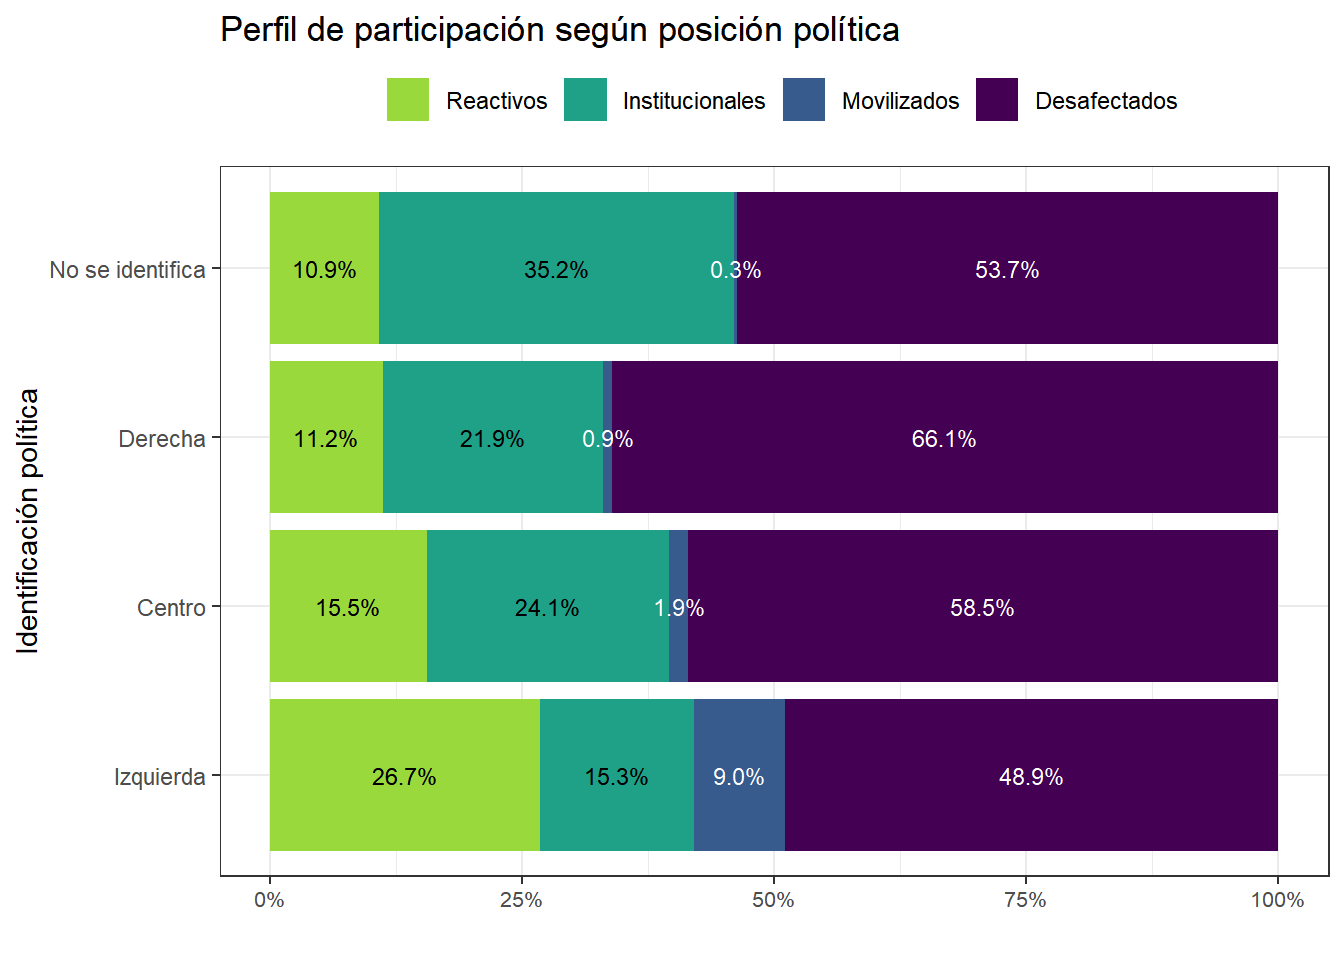 Perfil de participación según posición política
Reactivos Institucionales Movilizados Desafectados
Identificación política
No se identifica 10.9% 35.2% 0.3% 53.7%
Derecha 11.2% 21.9% 0.9% 66.1%
Centro 15.5% 24.1% 1.9% 58.5%
Izquierda 26.7% 15.3% 9.0% 48.9%
0% 25% 50% 75% 100%